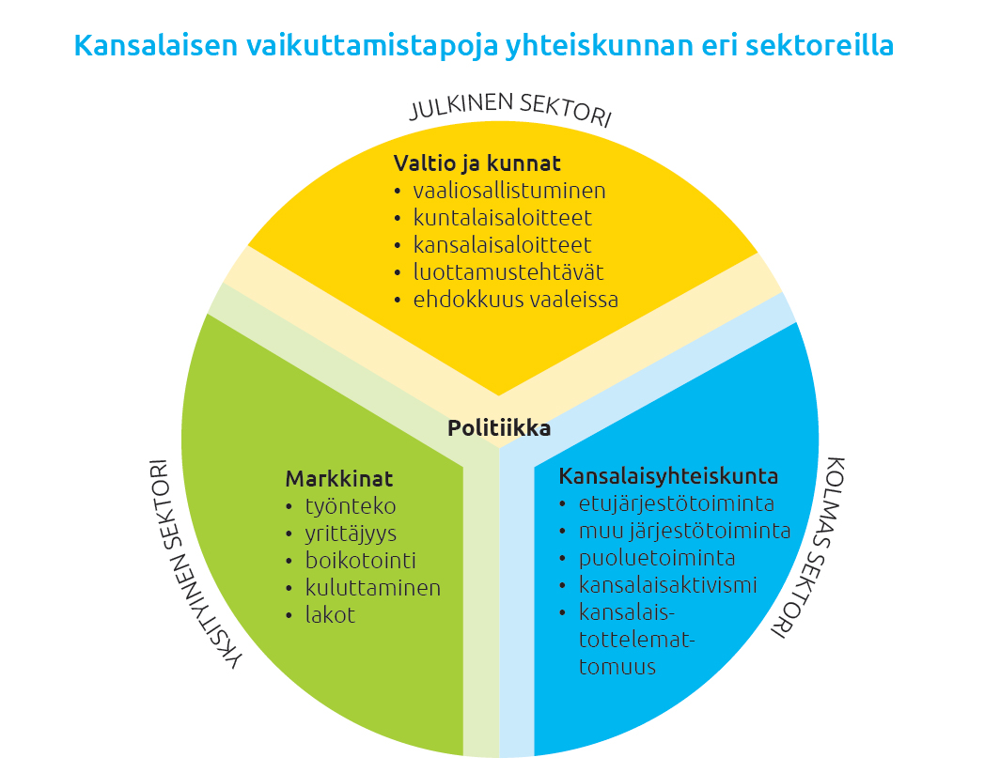 Kansalaisen vaikuttamistapoja yhteiskunnan eri sektoreilla
JULKINEN SEKTORI
Valtio ja kunnat
• vaaliosallistuminen
• kuntalaisaloitteet
• kansalaisaloitteet
• luottamustehtävät
• ehdokkuus vaaleissa
Politiikka
YKSITYINEN SEKTORI
Markkinat
• työnteko
• yrittäjyys
• boikotointi
• kuluttaminen
• lakot
Kansalaisyhteiskunta
• etujärjestötoiminta
• muu järjestötoiminta
• puoluetoiminta
• kansalaisaktivismi
• kansalais-
tottelemat-
tomuus
KOLMAS SEKTORI